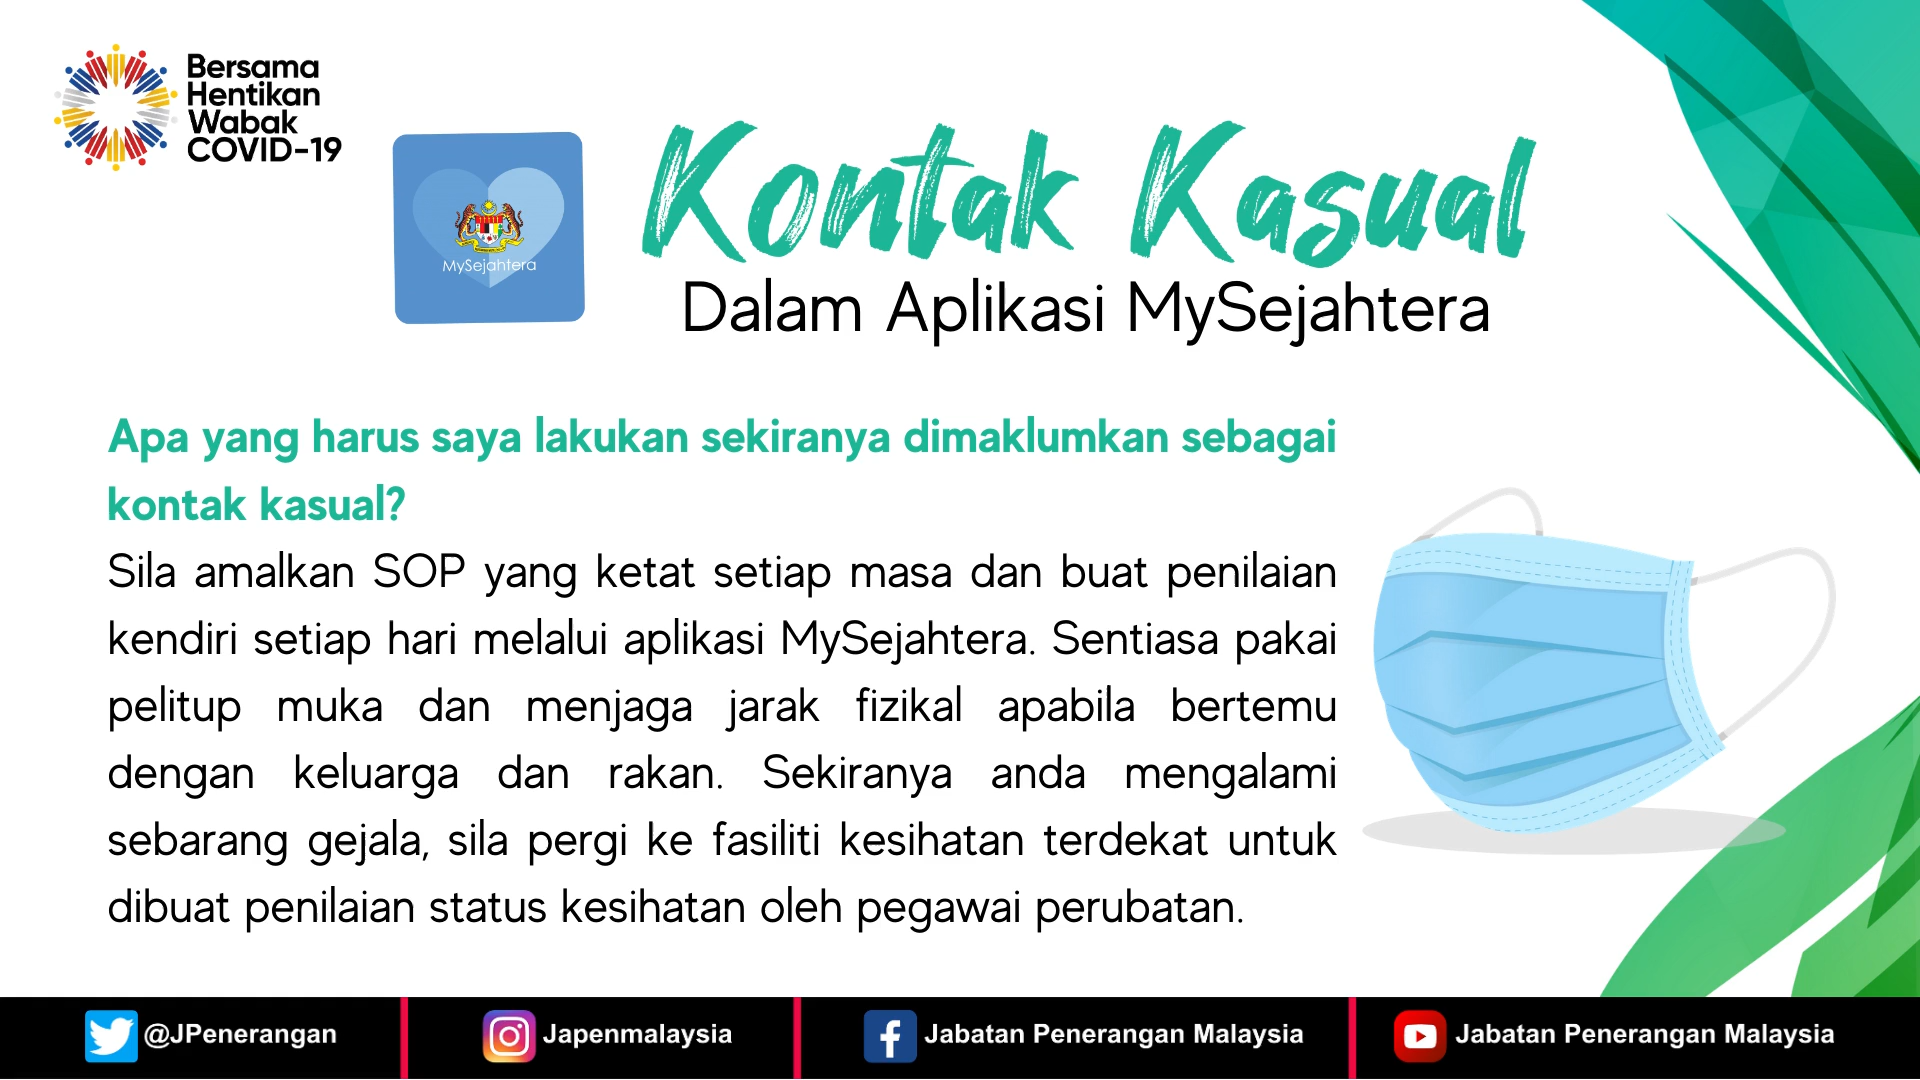 Bersama
Hentikan
Wabak
COVID-19
MySejahtera
Kontak Kasual
Dalam Aplikasi MySejahtera
Apa yang harus saya lakukan sekiranya dimaklumkan sebagai
kontak kasual?
Sila amalkan SOP yang ketat setiap masa dan buat penilaian
kendiri setiap hari melalui aplikasi MySejahtera. Sentiasa pakai
pelitup muka dan menjaga jarak fizikal apabila bertemu
dengan keluarga dan rakan. Sekiranya anda mengalami
sebarang gejala, sila pergi ke fasiliti kesihatan terdekat untuk
dibuat penilaian status kesihatan oleh pegawai perubatan.
@JPenerangan
Japenmalaysia
Jabatan Penerangan Malaysia
Jabatan Penerangan Malaysia